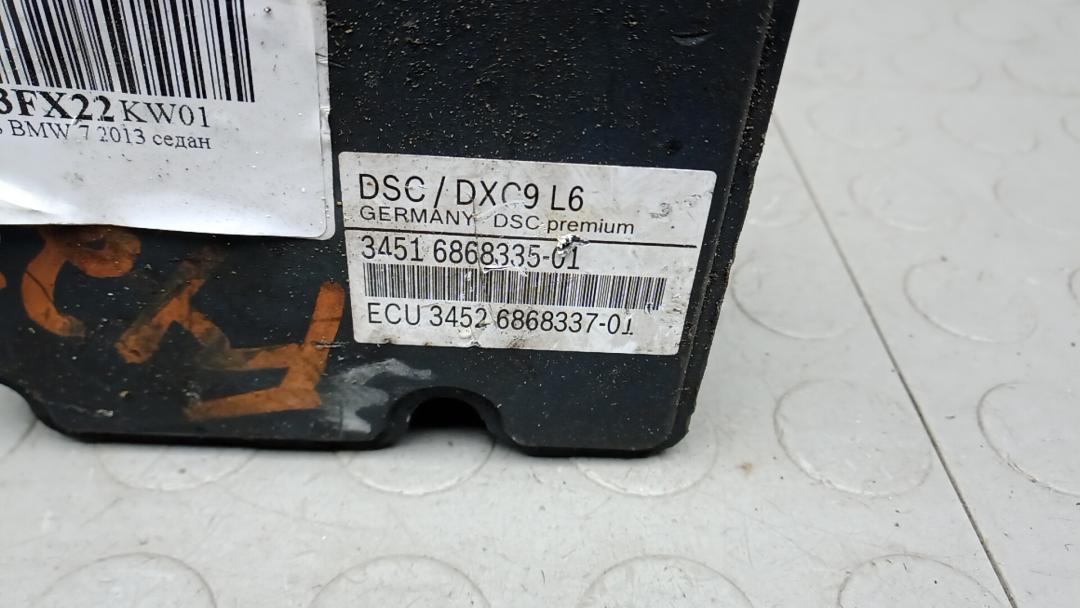 3FX22KW01
BMW 7 2013 седан
DSC / DXC9 L6
GERMANY DSC premium
3451 6868335-01
ECU 3452 6868337-01